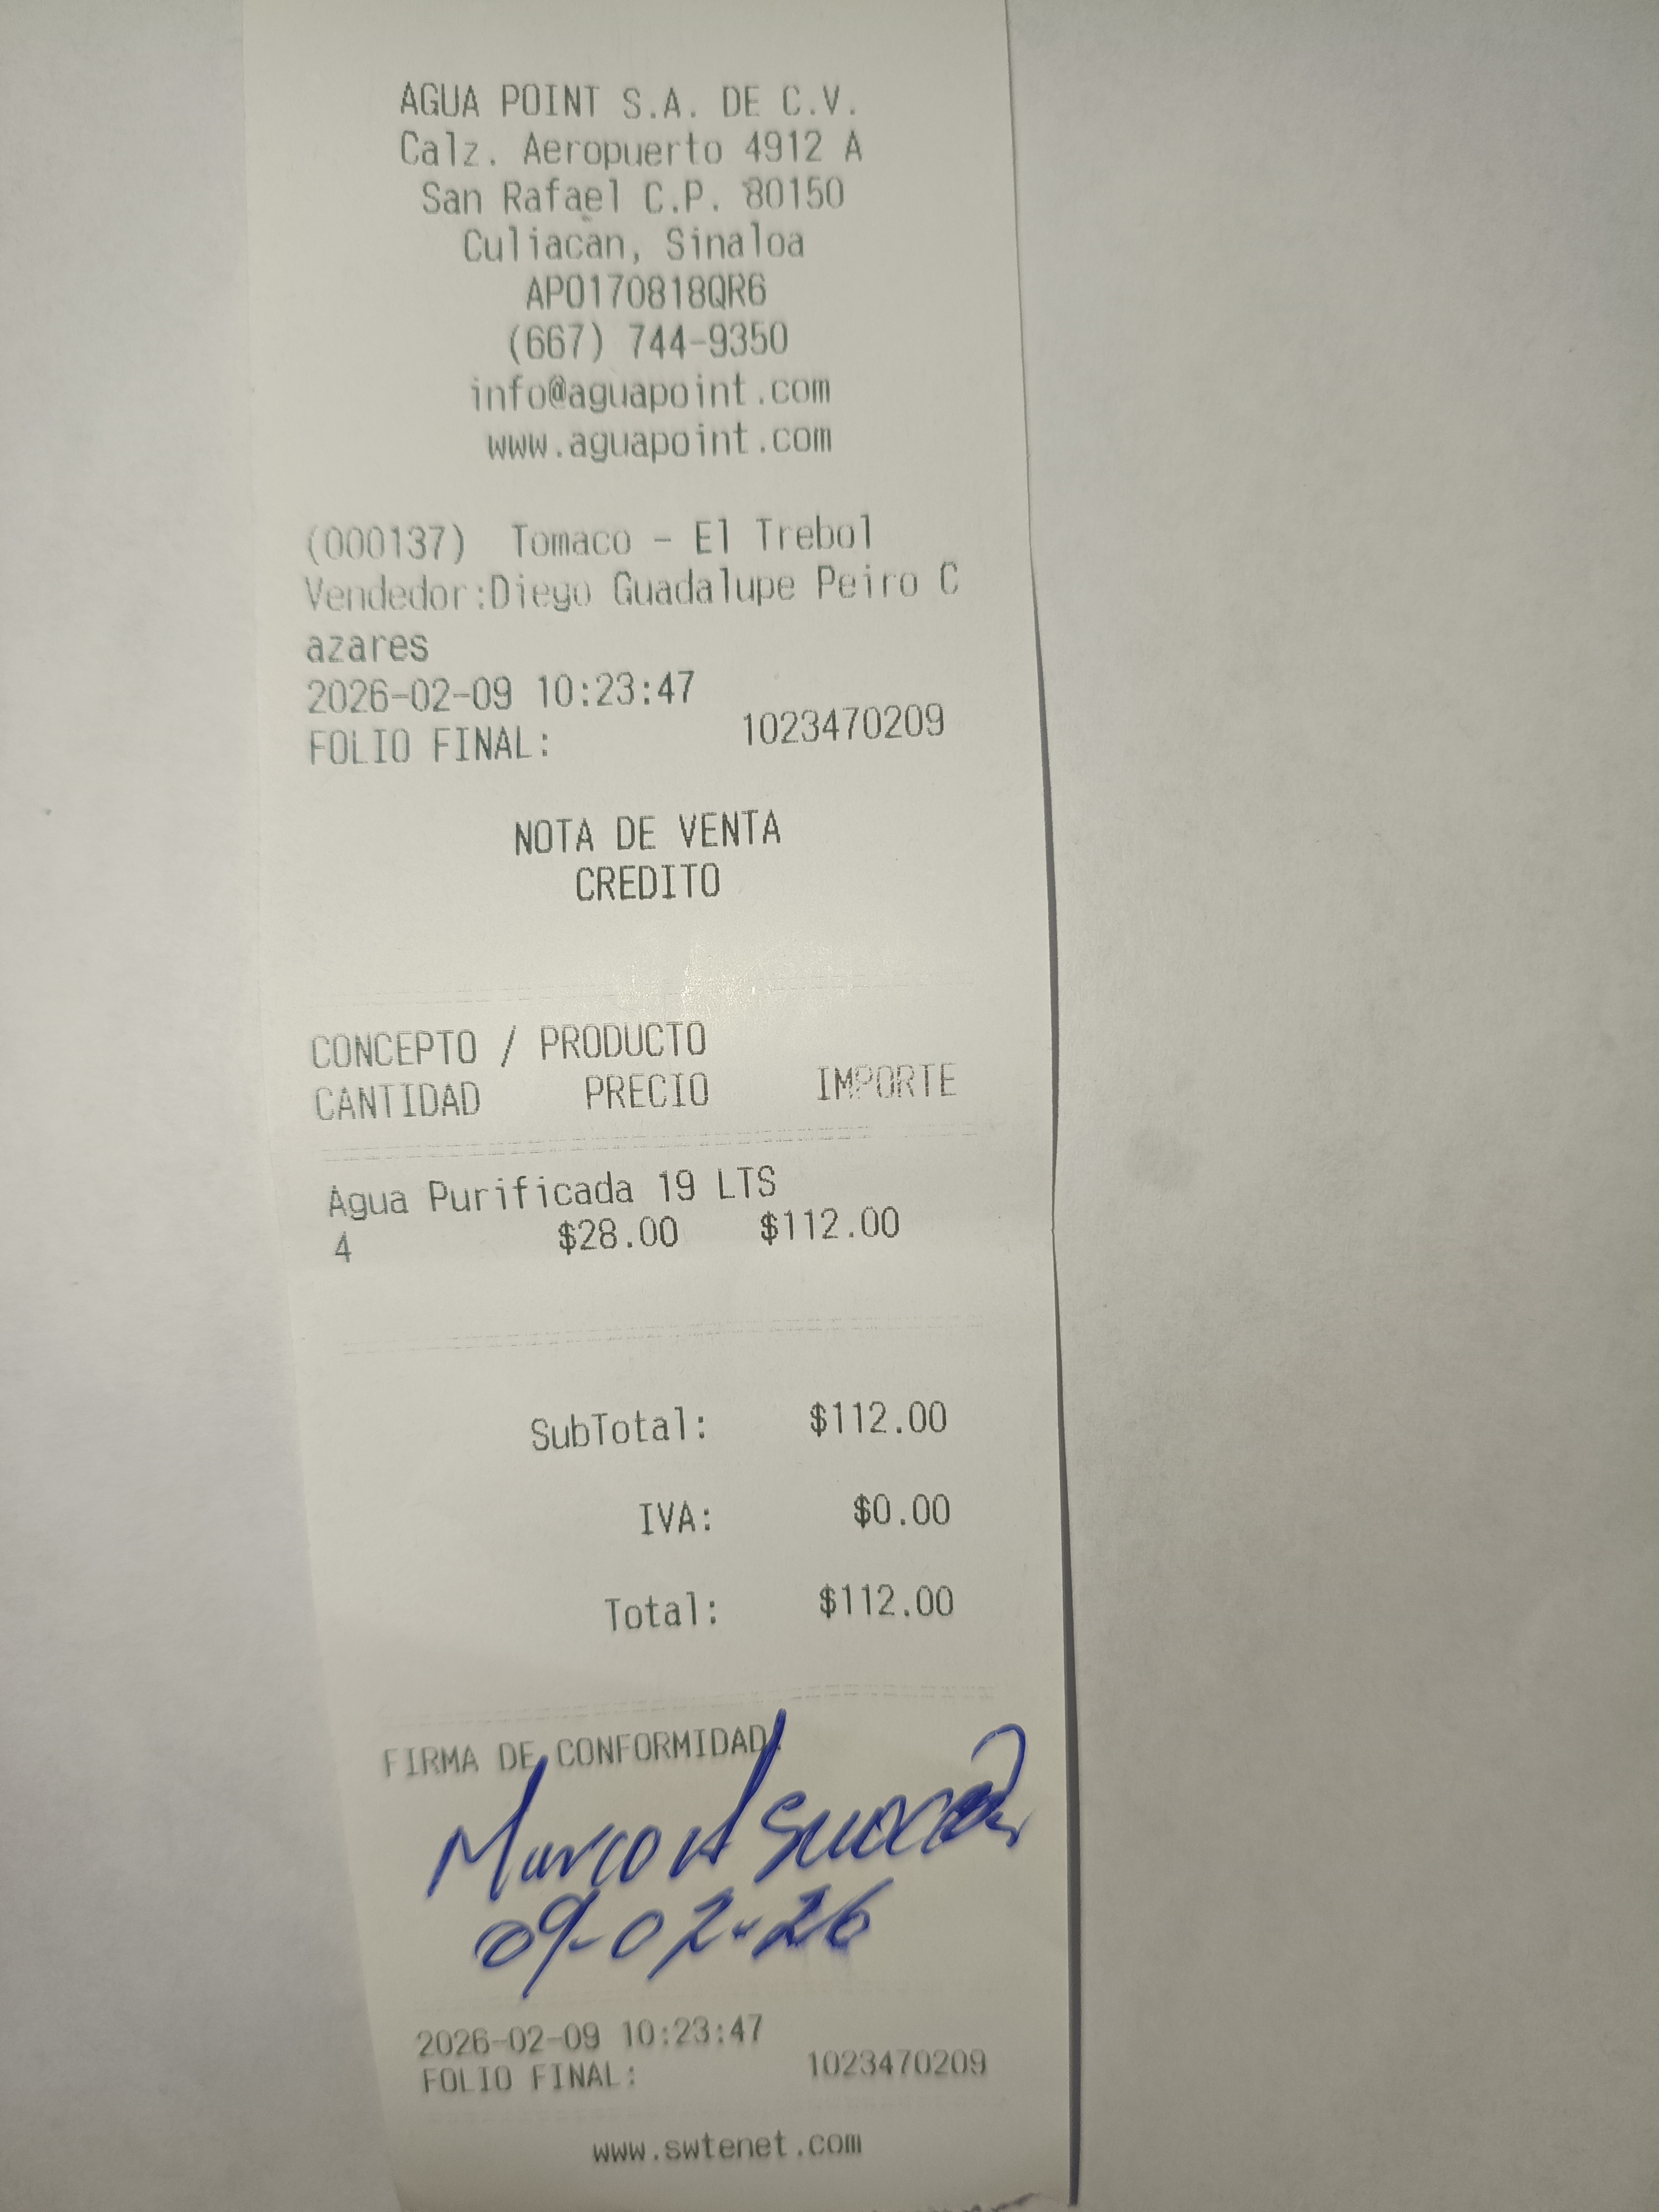 AGUA POINT S.A. DE C.V.
Calz. Aeropuerto 4912 A
San Rafael C.P. 80150
Culiacan, Sinaloa
APO170818QR6
(667) 744-9350
info@aguapoint.com
www.aguapoint.com
(000137) Tomaco - El Trebol
Vendedor:Diego Guadalupe Peiro C
azares
2026-02-09 10:23:47
FOLIO FINAL: 1023470209
NOTA DE VENTA
CREDITO
CONCEPTO / PRODUCTO
CANTIDAD PRECIO IMPORTE
Agua Purificada 19 LTS
4 $28.00 $112.00
SubTotal: $112.00
IVA: $0.00
Total: $112.00
FIRMA DE CONFORMIDAD:
Marco A
09-02-26
2026-02-09 10:23:47
FOLIO FINAL: 1023470209
www.swtenet.com